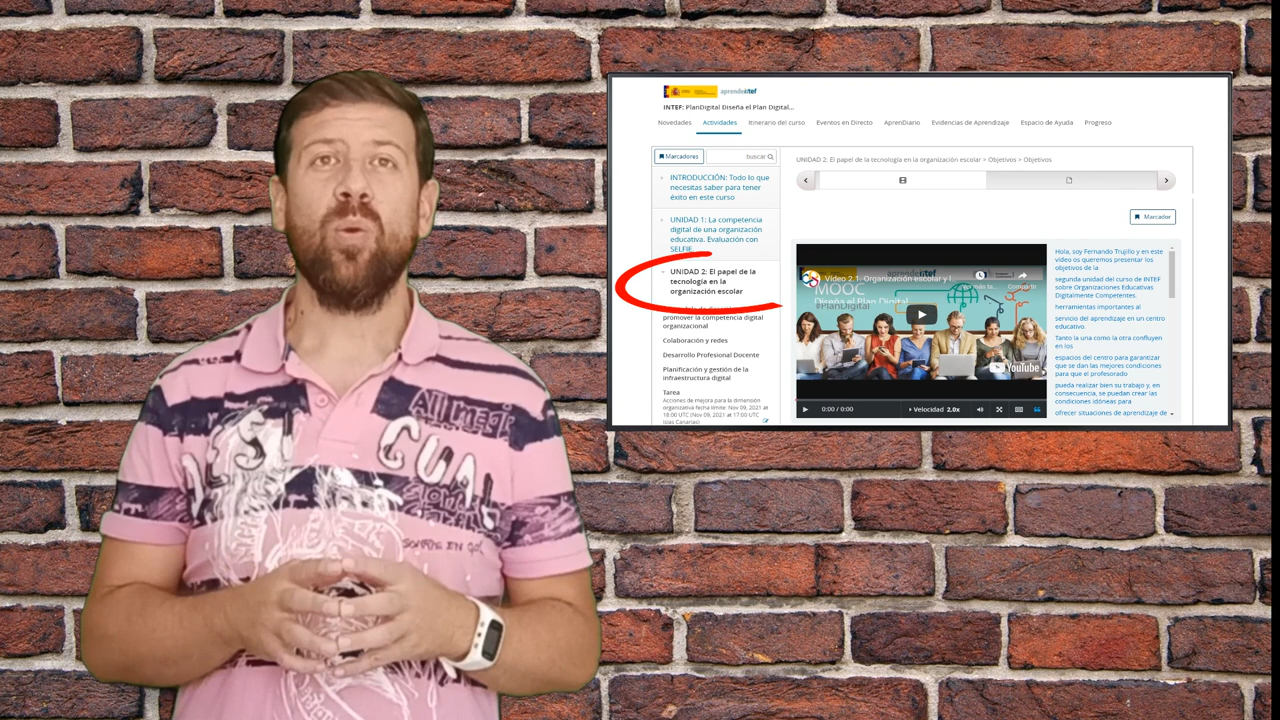 aprendeintef
INTEF: PlanDigital Diseña el Plan Digital...
Novedades Actividades Itinerario del curso Eventos en Directo AprenDiario Evidencias de Aprendizaje Espacio de Ayuda Progreso
Marcadores
buscar
INTRODUCCIÓN: Todo lo que
necesitas saber para tener
éxito en este curso
UNIDAD 1: La competencia
digital de una organización
educativa. Evaluación con
SELFIE.
UNIDAD 2: El papel de la
tecnología en la
organización escolar
promover la competencia digital
organizacional
Colaboración y redes
Desarrollo Profesional Docente
Planificación y gestión de la
infraestructura digital
Tarea
Acciones de mejora para la dimensión
organizativa fecha límite: Nov 09, 2021 at
18:00 UTC (Nov 09, 2021 at 17:00 UTC
Islas Canarias)
UNIDAD 2: El papel de la tecnología en la organización escolar > Objetivos > Objetivos
Marcador
aprendeintef
Vídeo 2.1. Organización escolar y l
Compartir
MOOC
Diseña el Plan Digital
#PlanDigital
YouTube
0:00 / 0:00
Velocidad 2.0x
Hola, soy Fernando Trujillo y en este
vídeo os queremos presentar los
objetivos de la
segunda unidad del curso de INTEF
sobre Organizaciones Educativas
Digitalmente Competentes.
herramientas importantes al
servicio del aprendizaje en un centro
educativo.
Tanto la una como la otra confluyen
en los
espacios del centro para garantizar
que se dan las mejores condiciones
para que el profesorado
pueda realizar bien su trabajo y, en
consecuencia, se puedan crear las
condiciones idóneas para
ofrecer situaciones de aprendizaje de
GUAL